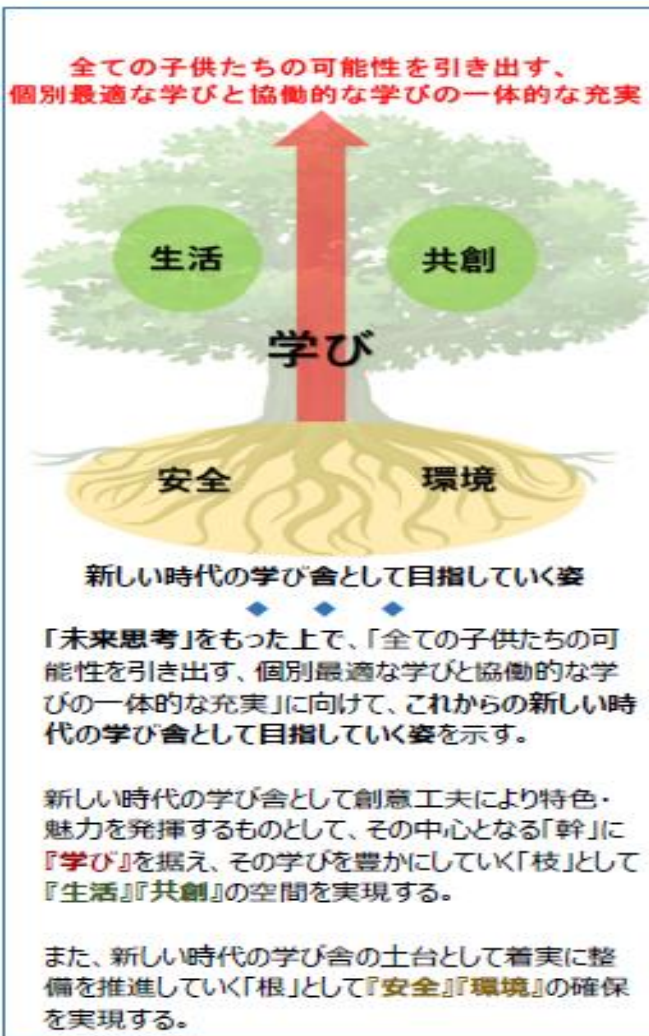 全ての子供たちの可能性を引き出す、
個別最適な学びと協働的な学びの一体的な充実
生活
共創
学び
安全
環境
新しい時代の学び舎として目指していく姿
「未来思考」をもった上で、「全ての子供たちの可
能性を引き出す、個別最適な学びと協働的な学
びの一体的な充実」に向けて、これからの新しい時
代の学び舎として目指していく姿を示す。
新しい時代の学び舎として創意工夫により特色・
魅力を発揮するものとして、その中心となる「幹」に
『学び』を据え、その学びを豊かにしていく「枝」として
『生活』『共創』の空間を実現する。
また、新しい時代の学び舎の土台として着実に整
備を推進していく「根」として『安全』『環境』の確保
を実現する。